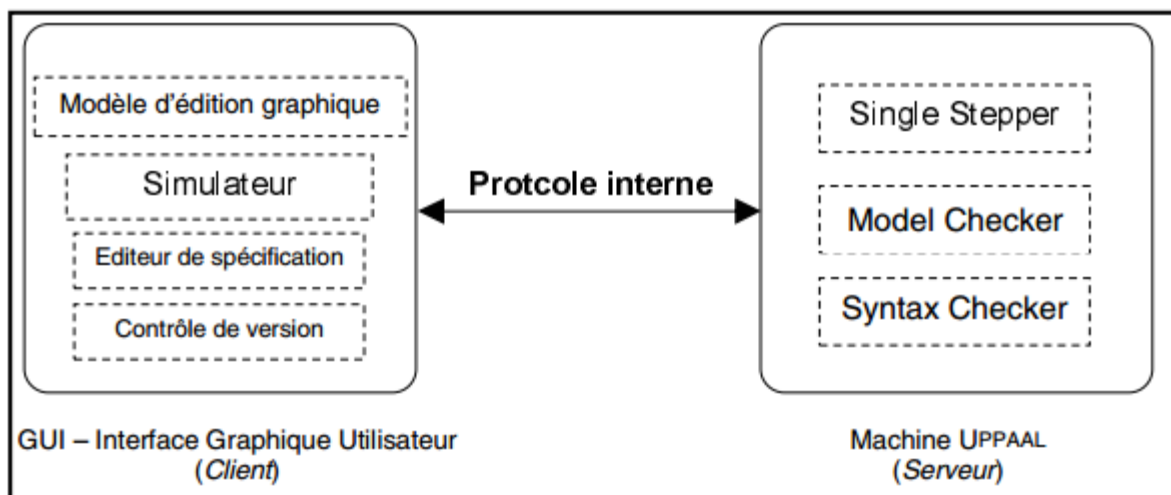 Modèle d'édition graphique
Simulateur
Editeur de spécification
Contrôle de version
Protcole interne
Single Stepper
Model Checker
Syntax Checker
GUI – Interface Graphique Utilisateur
(Client)
Machine UPPAAL
(Serveur)